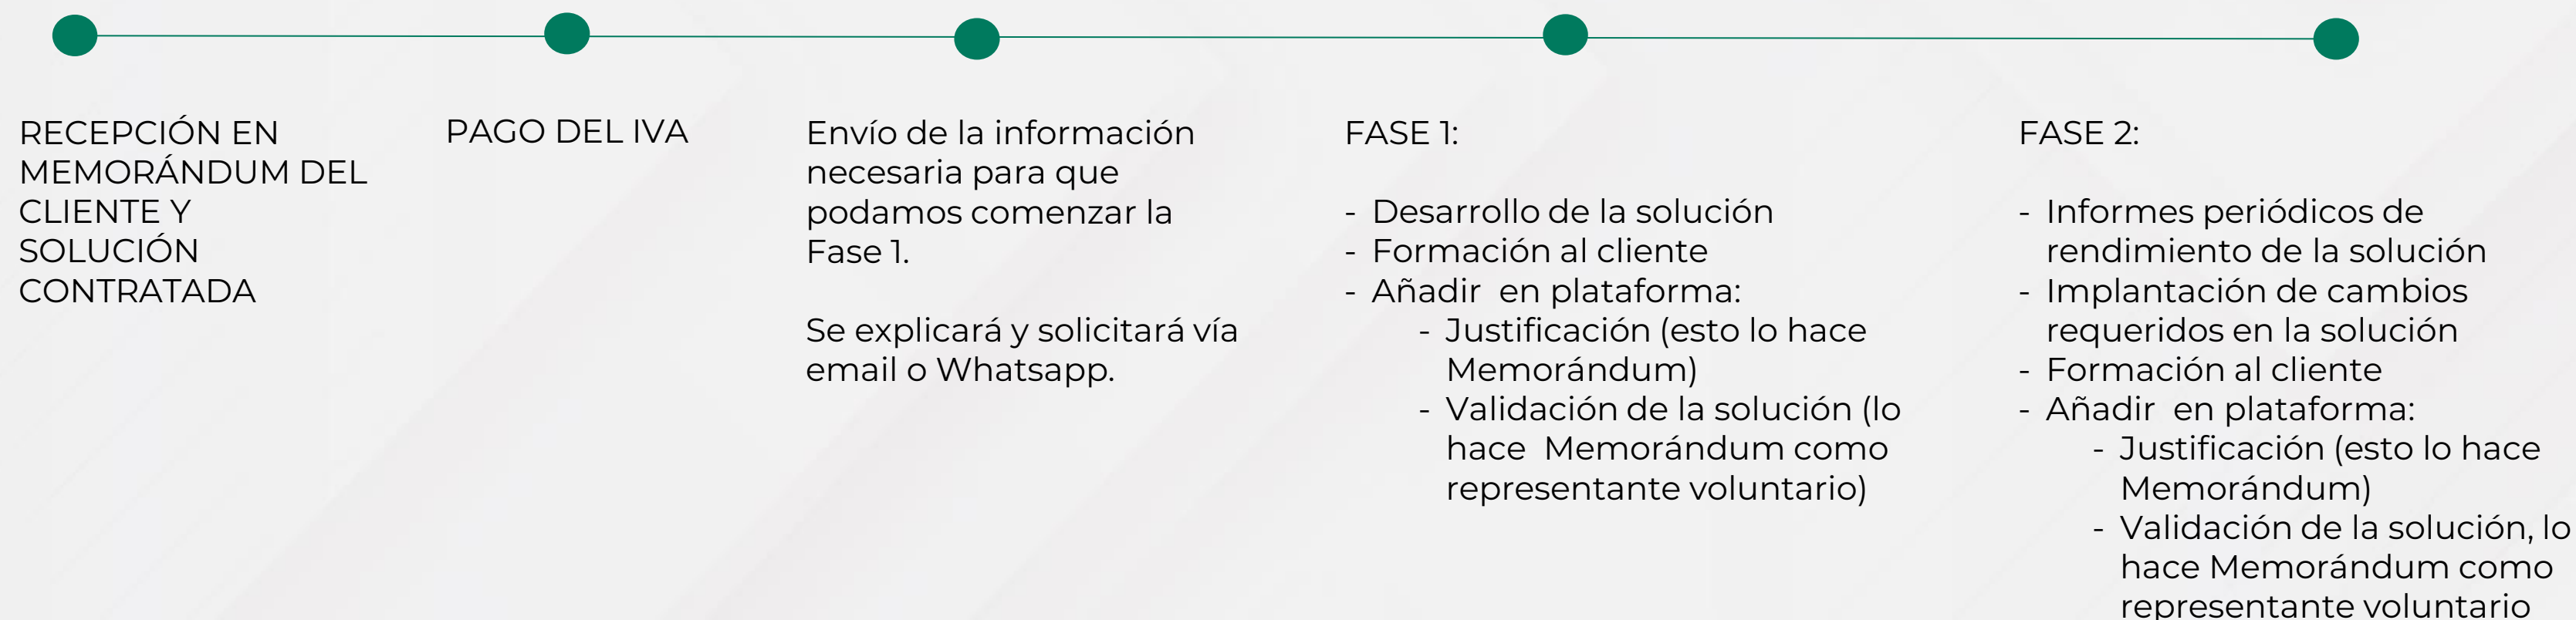 RECEPCIÓN EN
MEMORÁNDUM DEL
CLIENTE Y
SOLUCIÓN
CONTRATADA
PAGO DEL IVA
Envío de la información
necesaria para que
podamos comenzar la
Fase 1.
Se explicará y solicitará vía
email o Whatsapp.
FASE 1:
- Desarrollo de la solución
- Formación al cliente
- Añadir  en plataforma:
- Justificación (esto lo hace
Memorándum)
- Validación de la solución (lo
hace  Memorándum como
representante voluntario)
FASE 2:
- Informes periódicos de
rendimiento de la solución
- Implantación de cambios
requeridos en la solución
- Formación al cliente
- Añadir  en plataforma:
- Justificación (esto lo hace
Memorándum)
- Validación de la solución, lo
hace Memorándum como
representante voluntario